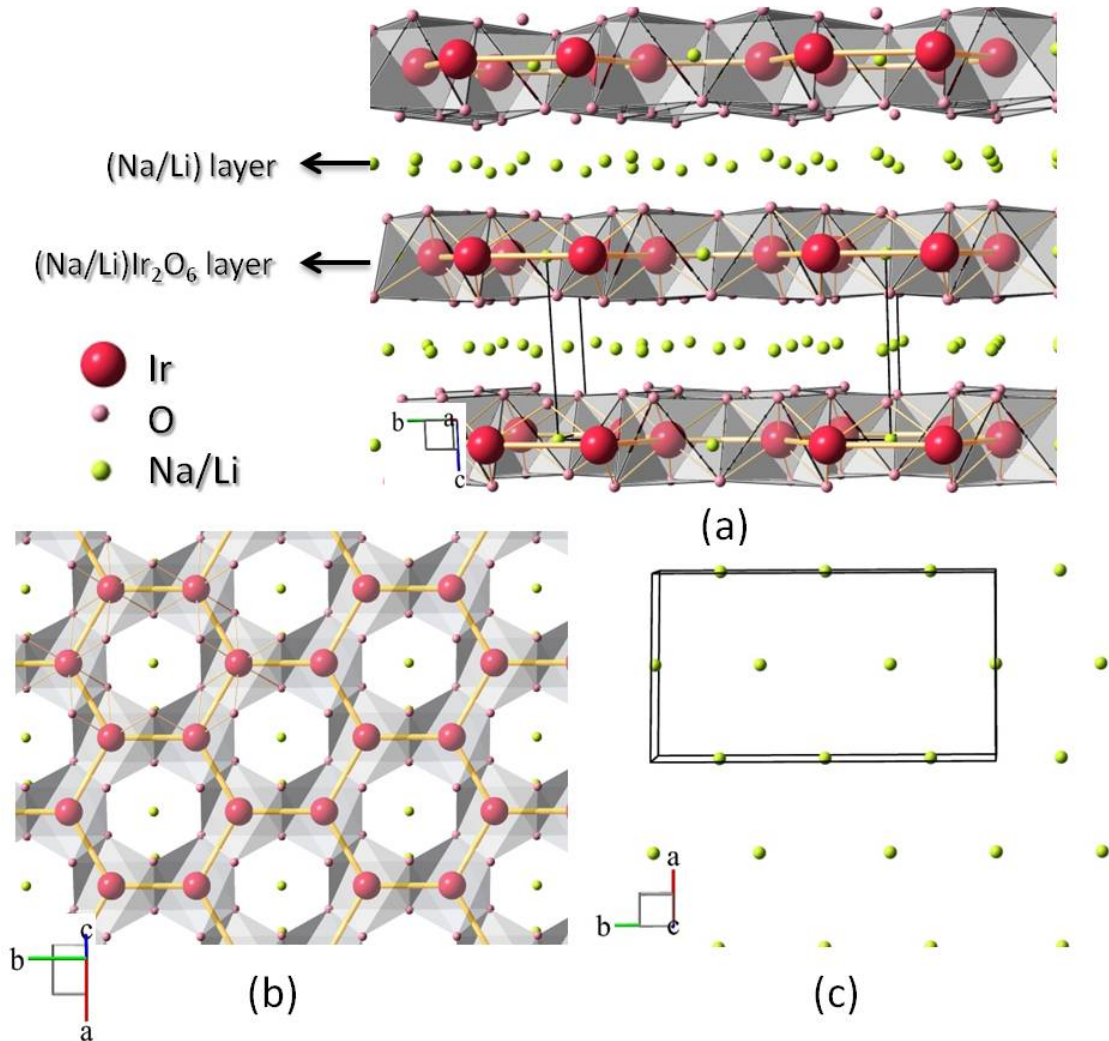 (Na/Li) layer
(Na/Li)Ir₂O₆ layer
Ir
O
Na/Li
b
a
c
(a)
c
b
a
(b)
a
b
c
(c)